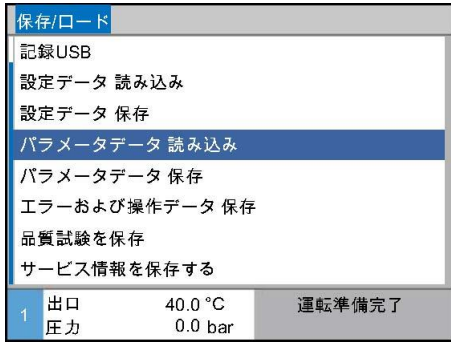 保存/ロード
記録USB
設定データ 読み込み
設定データ 保存
パラメータデータ 読み込み
パラメータデータ 保存
エラーおよび操作データ 保存
品質試験を保存
サービス情報を保存する
1 出口 40.0 °C 運転準備完了
圧力 0.0 bar